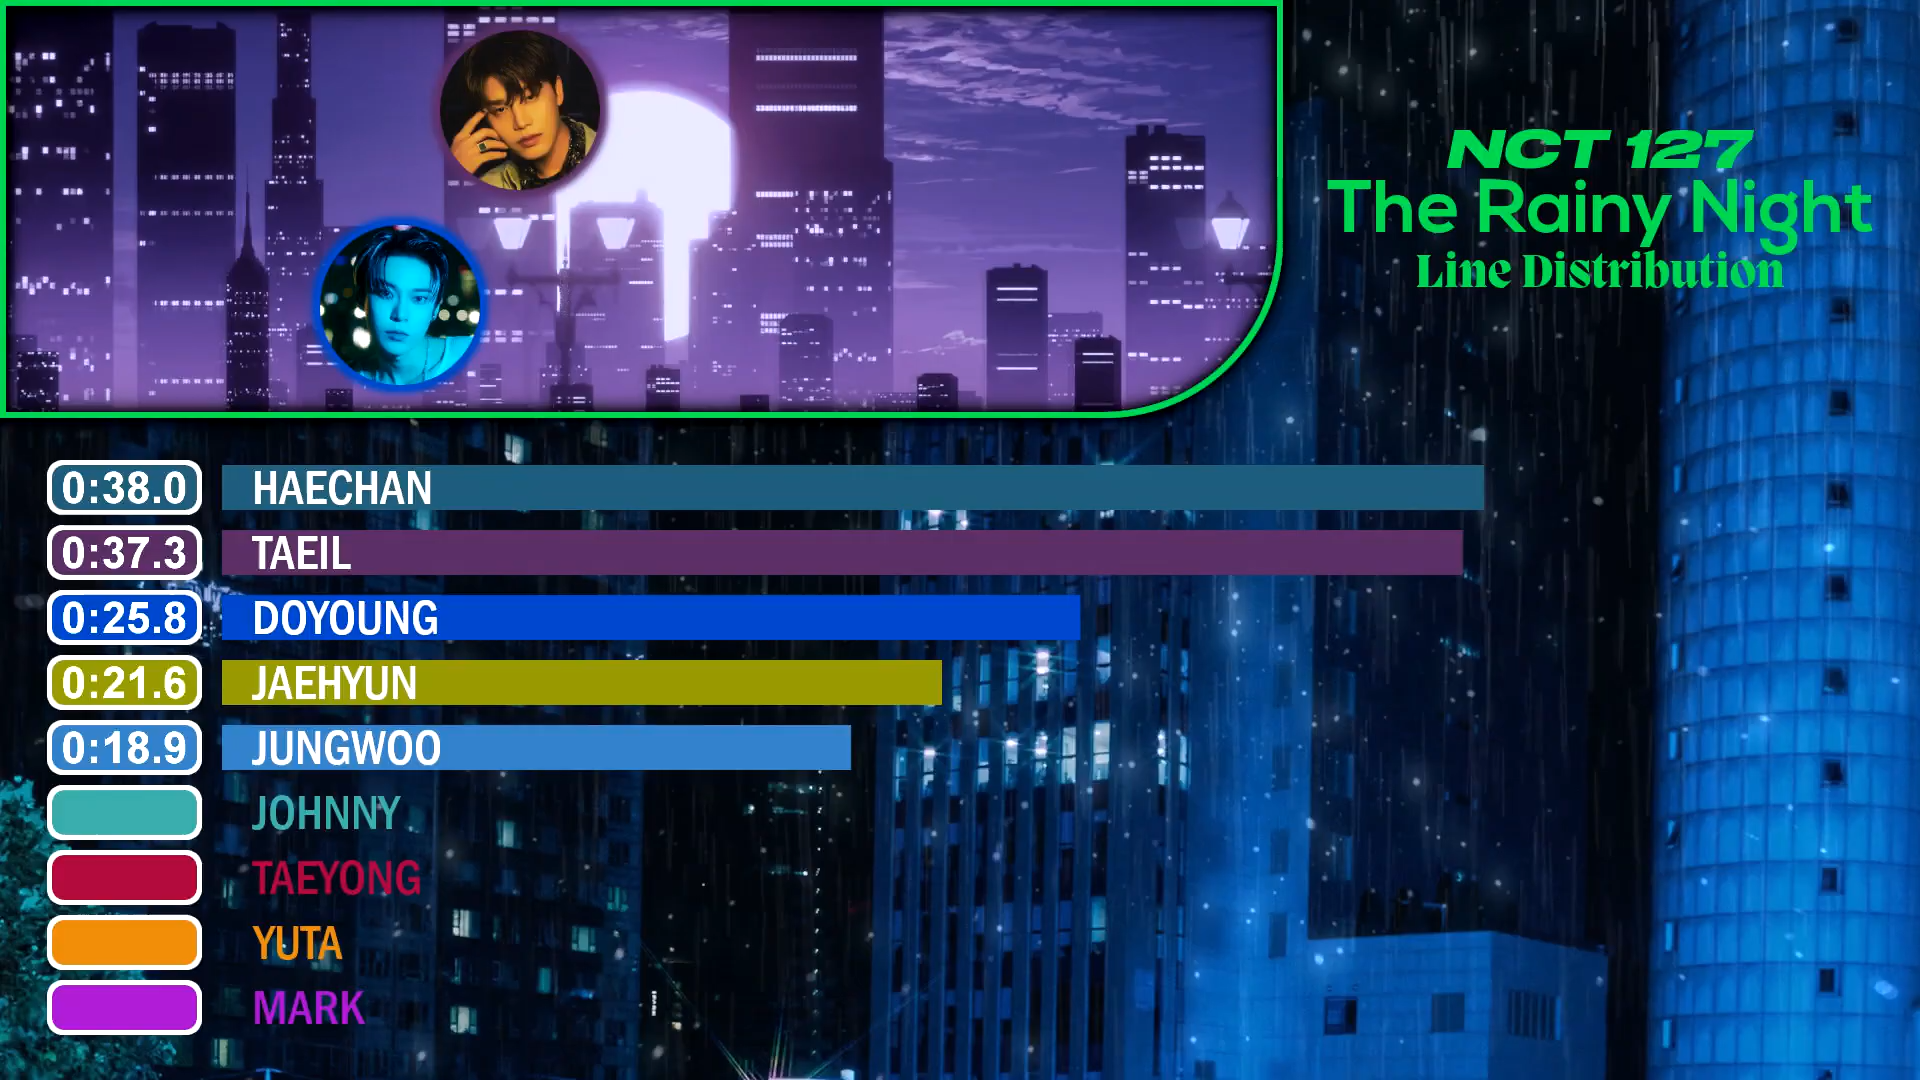 NCT 127
The Rainy Night
Line Distribution
0:38.0 HAECHAN
0:37.3 TAEIL
0:25.8 DOYOUNG
0:21.6 JAEHYUN
0:18.9 JUNGWOO
JOHNNY
TAEYONG
YUTA
MARK